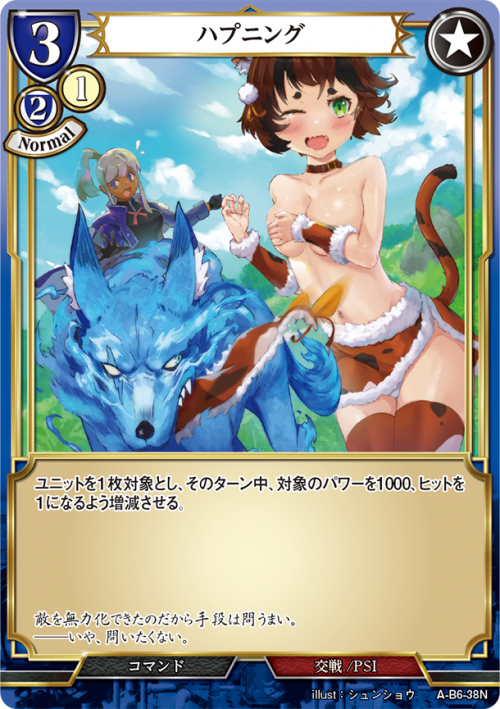 3
ハプニング
2
1
Normal
ユニットを1枚対象とし、そのターン中、対象のパワーを1000、ヒットを
1になるよう増減させる。
敵を無力化できたのだから手段は問うまい。
――いや、問いたくない。
コマンド
交戦/PSI
illust：シュンショウ
A-B6-38N